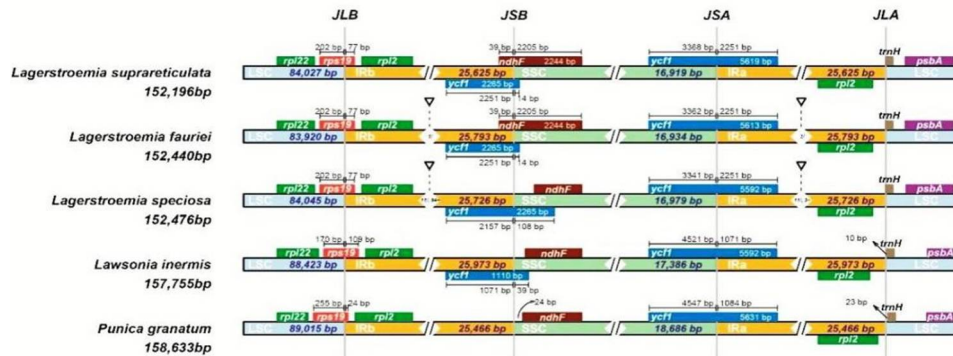 JLB JSB JSA JLA
202 bp 77 bp 39 bp 2205 bp 3368 bp 2251 bp trnH
rpl22 rps19 rpl2 ndhF 2244 bp ycf1 5619 bp psbA
Lagerstroemia suprareticulata LSC 84,027 bp IRb 25,625 bp SSC 16,919 bp IRa 25,625 bp LSC
152,196bp ycf1 2265 bp rpl2
2251 bp 14 bp
202 bp 77 bp 39 bp 2205 bp 3362 bp 2251 bp trnH
rpl22 rps19 rpl2 ndhF 2244 bp ycf1 5613 bp psbA
Lagerstroemia fauriei LSC 83,920 bp IRb 25,793 bp SSC 16,934 bp IRa 25,793 bp LSC
152,440bp ycf1 2265 bp rpl2
2251 bp 14 bp
202 bp 77 bp 3341 bp 2251 bp trnH
rpl22 rps19 rpl2 ndhF ycf1 5592 bp psbA
Lagerstroemia speciosa LSC 84,045 bp IRb 25,726 bp SSC 16,979 bp IRa 25,726 bp LSC
152,476bp ycf1 2265 bp rpl2
2157 bp 108 bp
170 bp 109 bp 4521 bp 1071 bp 10 bp trnH
rpl22 rps19 rpl2 ndhF ycf1 5592 bp psbA
Lawsonia inermis LSC 88,423 bp IRb 25,973 bp SSC 17,386 bp IRa 25,973 bp LSC
157,755bp ycf1 1110 bp rpl2
1071 bp 39 bp
255 bp 24 bp 24 bp 4547 bp 1084 bp 23 bp trnH
rpl22 rps19 rpl2 ndhF ycf1 5631 bp psbA
Punica granatum LSC 89,015 bp IRb 25,466 bp SSC 18,686 bp IRa 25,466 bp LSC
158,633bp rpl2